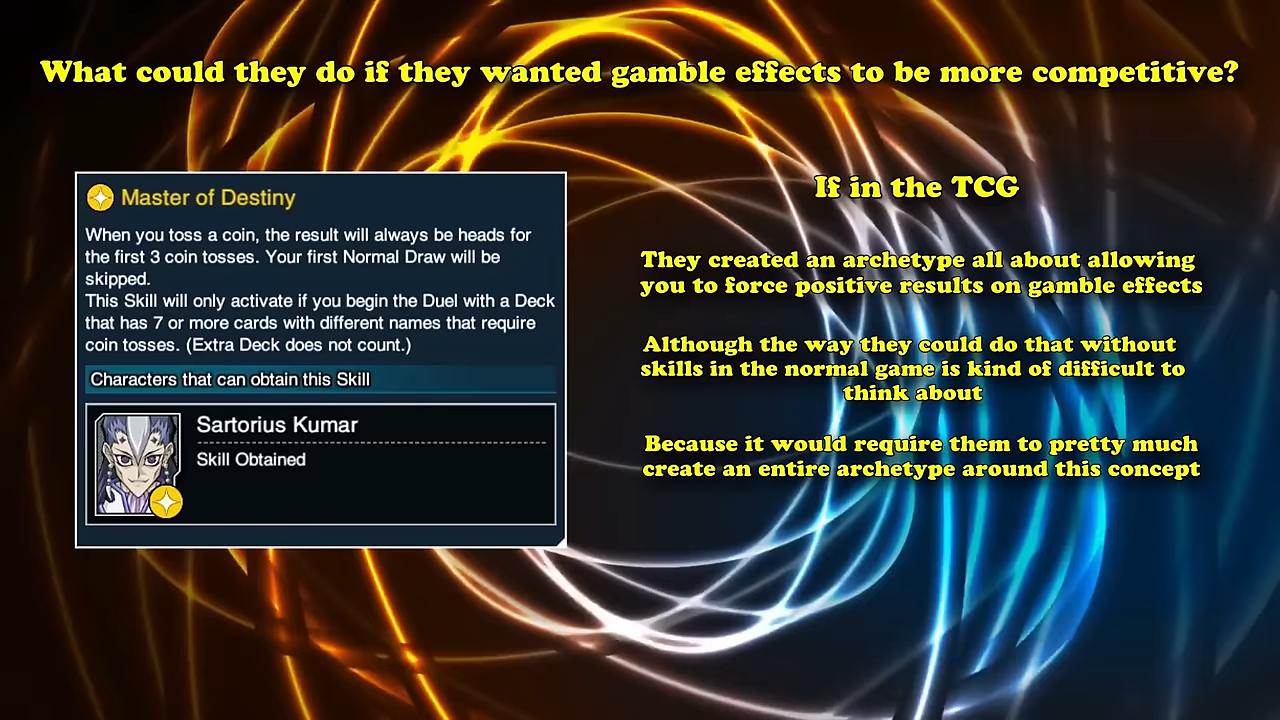 What could they do if they wanted gamble effects to be more competitive?
Master of Destiny
When you toss a coin, the result will always be heads for
the first 3 coin tosses. Your first Normal Draw will be
skipped.
This Skill will only activate if you begin the Duel with a Deck
that has 7 or more cards with different names that require
coin tosses. (Extra Deck does not count.)
Characters that can obtain this Skill
Sartorius Kumar
Skill Obtained
If in the TCG
They created an archetype all about allowing
you to force positive results on gamble effects
Although the way they could do that without
skills in the normal game is kind of difficult to
think about
Because it would require them to pretty much
create an entire archetype around this concept